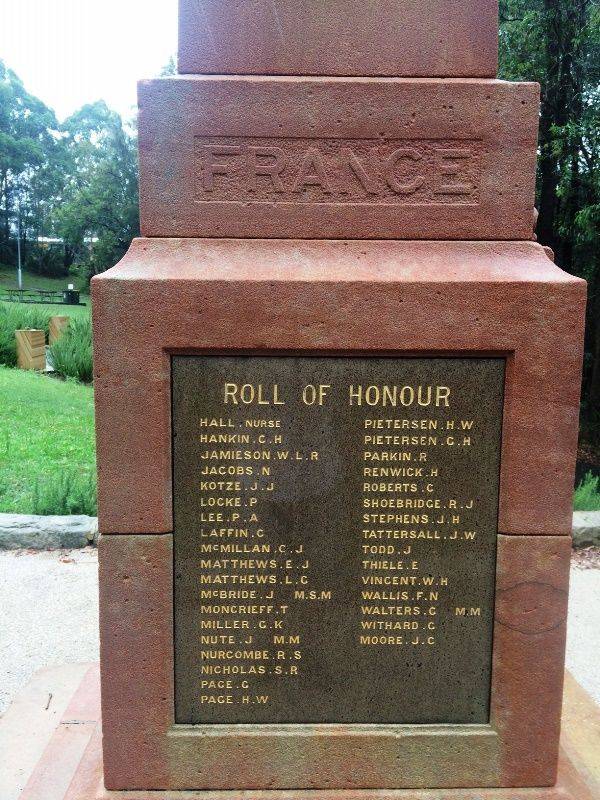 FRANCE
ROLL OF HONOUR
HALL. NURSE
HANKIN.C.H
JAMIESON.W.L.R
JACOBS.N
KOTZE.J.J
LOCKE.P
LEE.P.A
LAFFIN.C
McMILLAN.C.J
MATTHEWS.E.J
MATTHEWS.L.G
McBRIDE.J M.S.M
MONCRIEFF.T
MILLER.G.K
NUTE.J M.M
NURCOMBE.R.S
NICHOLAS.S.R
PAGE.G
PAGE.H.W
PIETERSEN.H.W
PIETERSEN.C.H
PARKIN.R
RENWICK.H
ROBERTS.C
SHOEBRIDGE.R.J
STEPHENS.J.H
TATTERSALL.J.W
TODD.J
THIELE.E
VINCENT.W.H
WALLIS.F.N
WALTERS.C M.M
WITHARD.C
MOORE.J.C